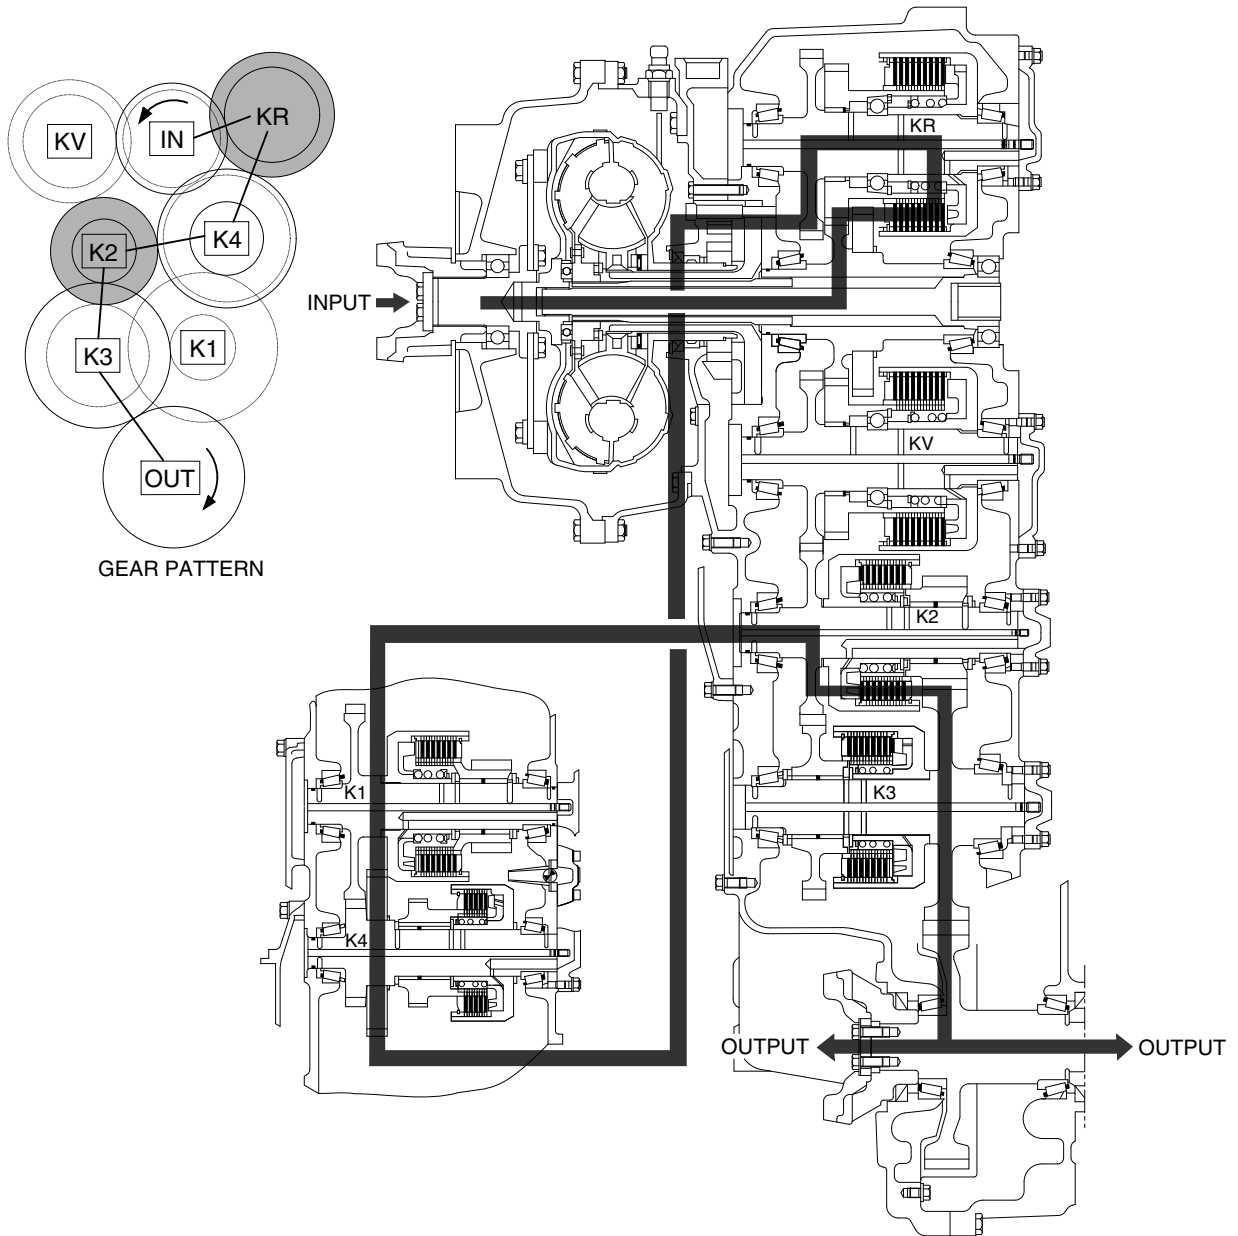 KV
IN
KR
K2
K4
K3
K1
OUT
GEAR PATTERN
INPUT
KR
KV
K2
K3
K1
K4
OUTPUT
OUTPUT